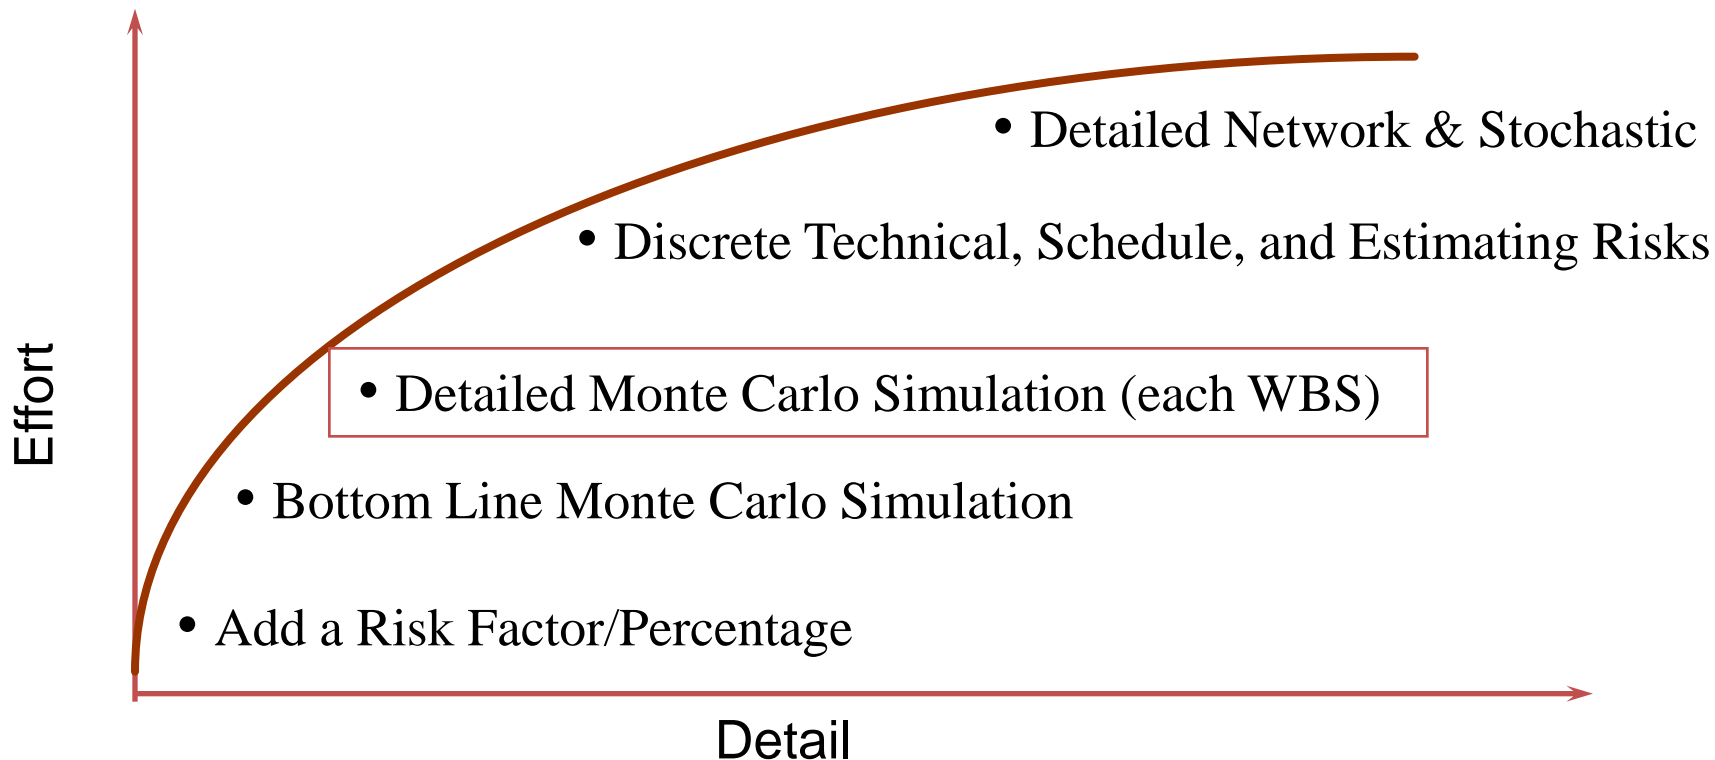 • Detailed Network & Stochastic
• Discrete Technical, Schedule, and Estimating Risks
Effort
• Detailed Monte Carlo Simulation (each WBS)
• Bottom Line Monte Carlo Simulation
• Add a Risk Factor/Percentage
Detail